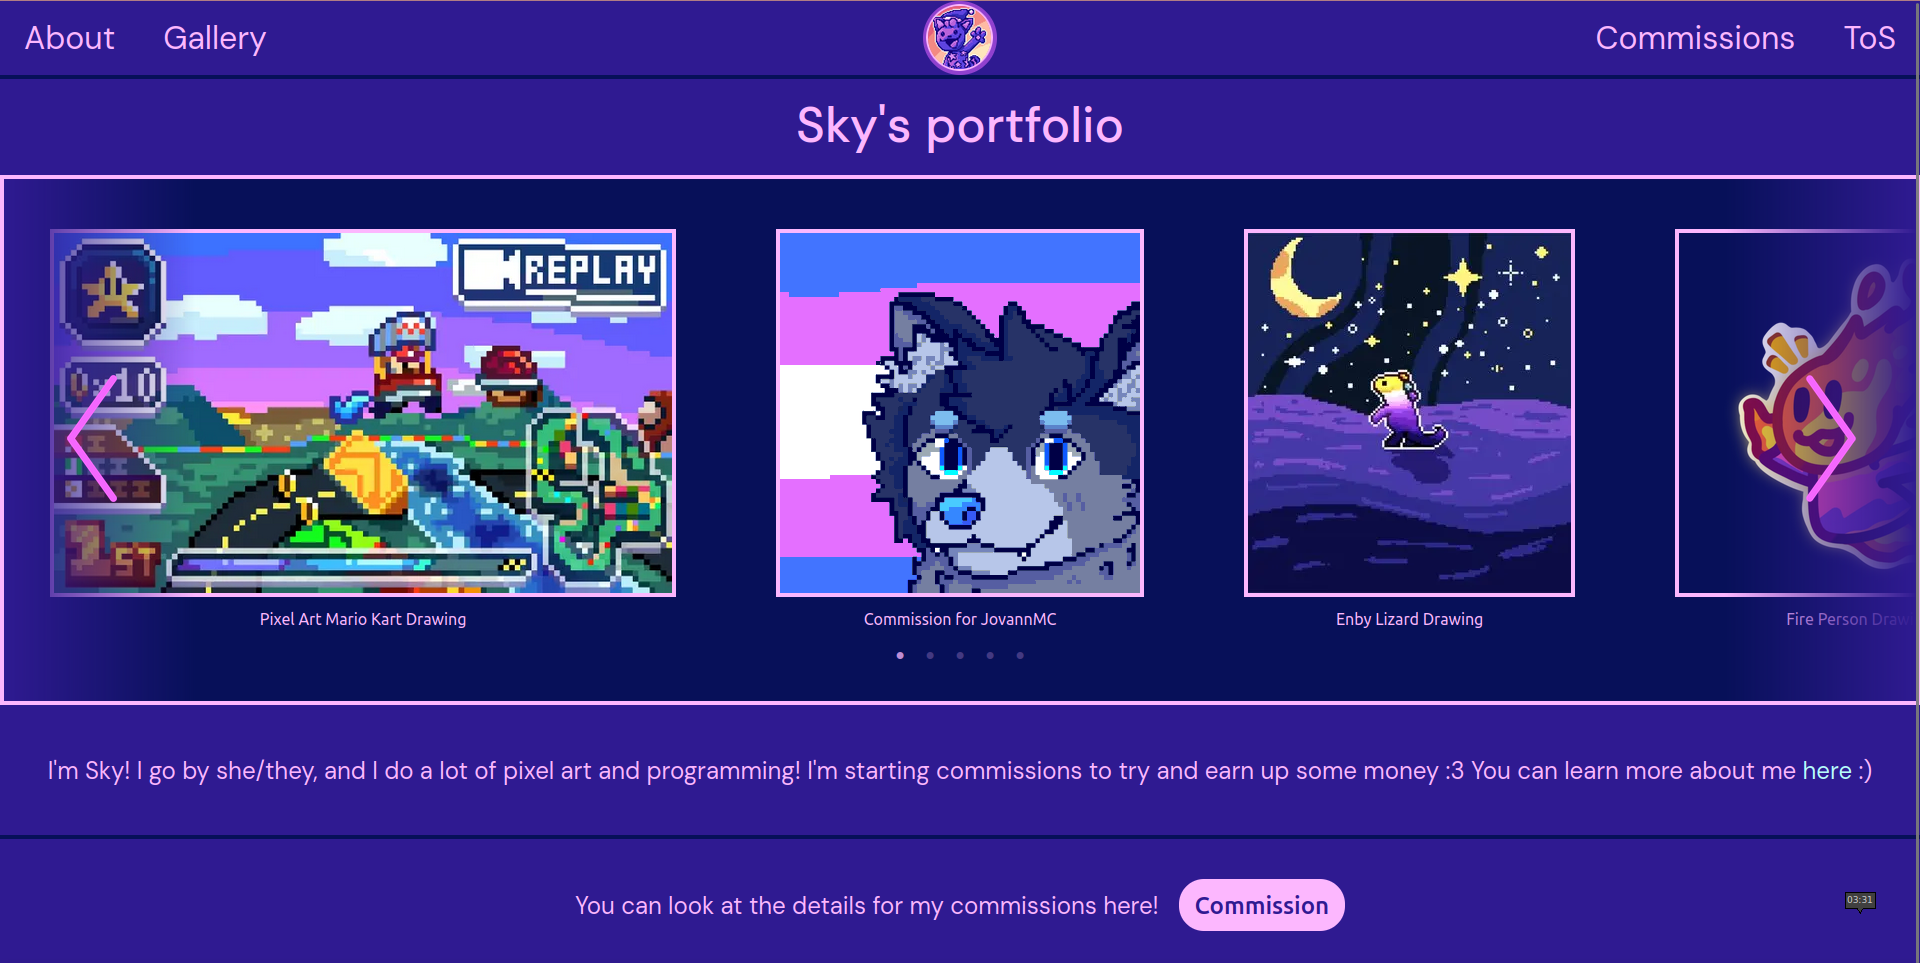 About Gallery Commissions ToS
Sky's portfolio
REPLAY
x10
1ST
Pixel Art Mario Kart Drawing
Commission for JovannMC
Enby Lizard Drawing
Fire Person Draw
I'm Sky! I go by she/they, and I do a lot of pixel art and programming! I'm starting commissions to try and earn up some money :3 You can learn more about me here :)
You can look at the details for my commissions here! Commission
03:31